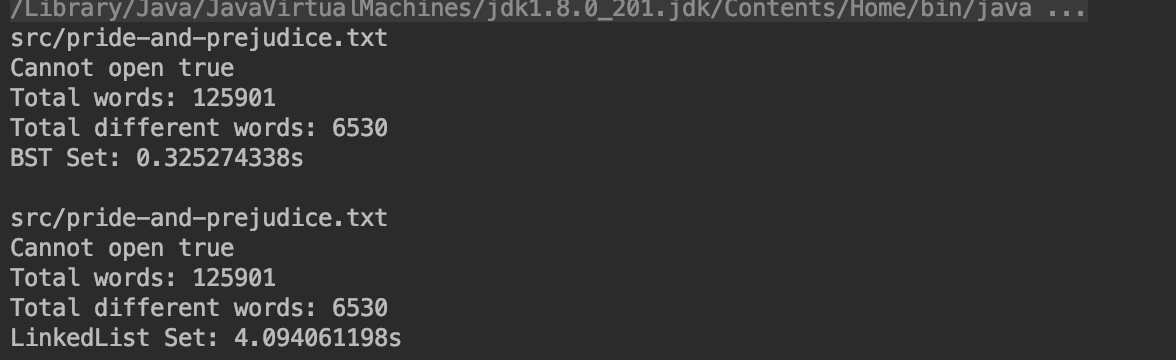 /Library/Java/JavaVirtualMachines/jdk1.8.0_201.jdk/Contents/Home/bin/java ...
src/pride-and-prejudice.txt
Cannot open true
Total words: 125901
Total different words: 6530
BST Set: 0.325274338s
src/pride-and-prejudice.txt
Cannot open true
Total words: 125901
Total different words: 6530
LinkedList Set: 4.094061198s